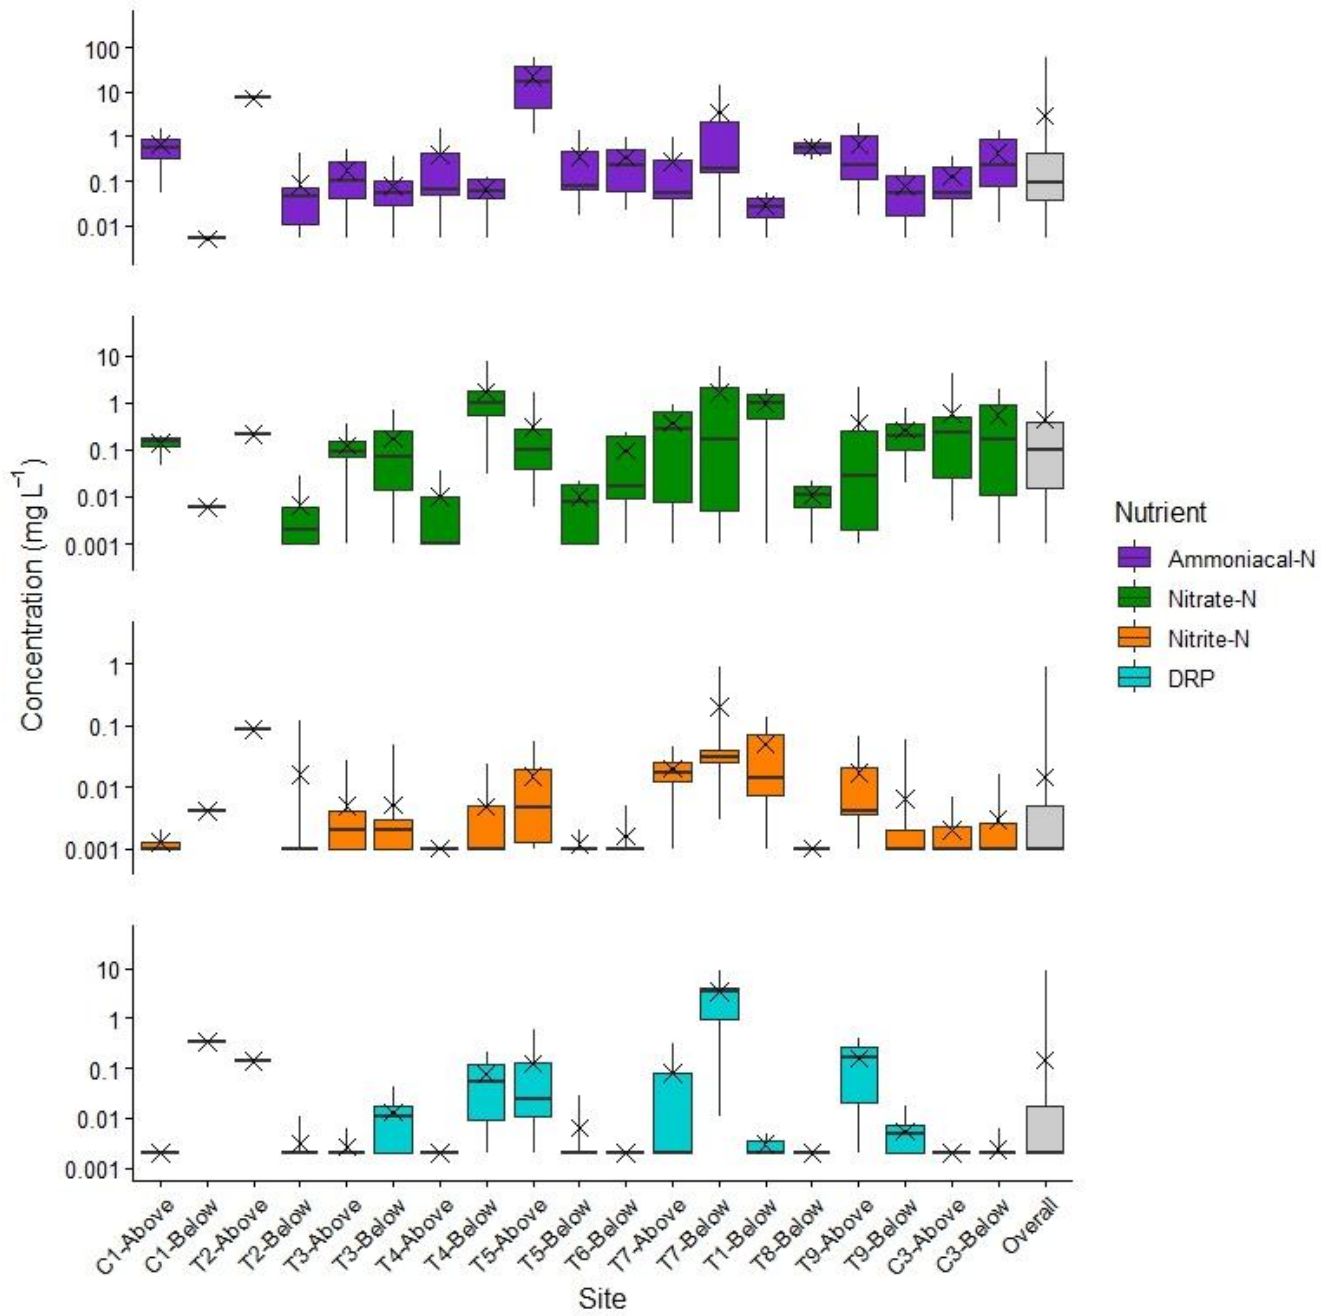 100
10
1
0.1
0.01
10
1
0.1
0.01
0.001
1
0.1
0.01
0.001
10
1
0.1
0.01
0.001
Concentration (mg L⁻¹)
C1-Above
C1-Below
T2-Above
T2-Below
T3-Above
T3-Below
T4-Above
T4-Below
T5-Above
T5-Below
T6-Below
T7-Above
T7-Below
T1-Below
T8-Below
T9-Above
T9-Below
C3-Above
C3-Below
Overall
Site
Nutrient
Ammoniacal-N
Nitrate-N
Nitrite-N
DRP